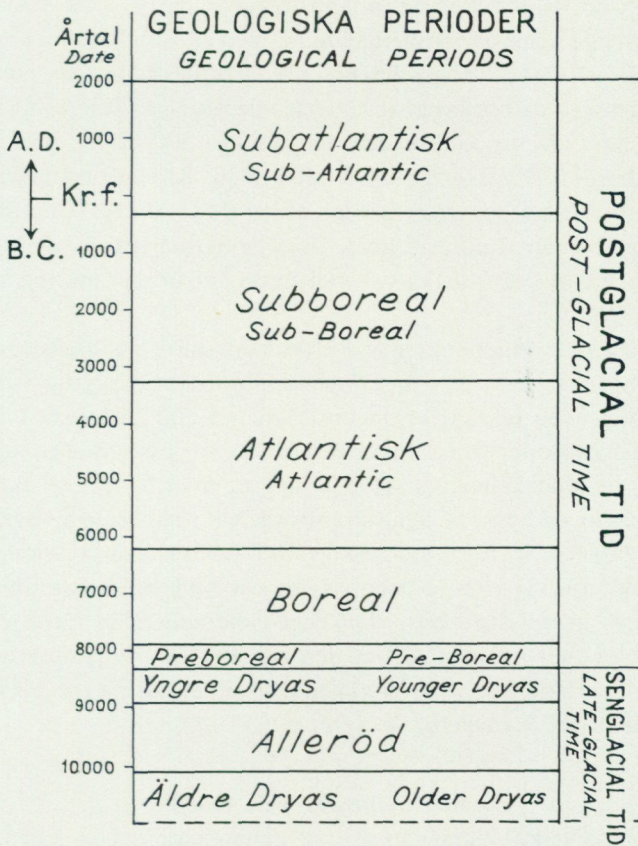 Årtal
Date
GEOLOGISKA PERIODER
GEOLOGICAL PERIODS
2000
1000
A.D.
Kr.f.
B.C.
1000
2000
3000
4000
5000
6000
7000
8000
9000
10000
Subatlantisk
Sub-Atlantic
Subboreal
Sub-Boreal
Atlantisk
Atlantic
Boreal
Preboreal Pre-Boreal
Yngre Dryas Younger Dryas
Alleröd
Äldre Dryas Older Dryas
POSTGLACIAL TID
POST-GLACIAL TIME
SENGLACIAL TID
LATE-GLACIAL
TIME